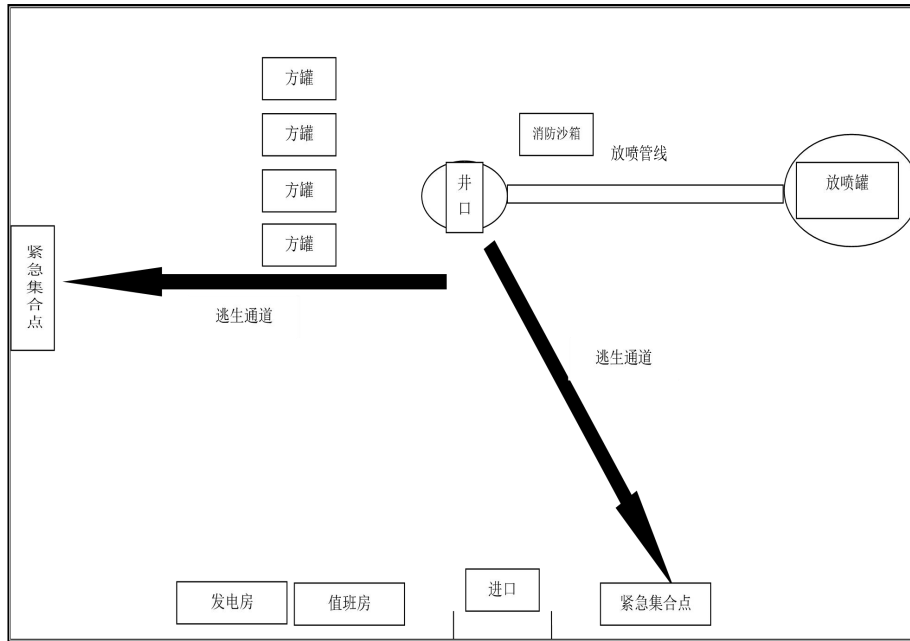 方罐
方罐
消防沙箱
放喷管线
方罐
井
口
放喷罐
方罐
紧
急
集
合
点
逃生通道
逃生通道
发电房
值班房
进口
紧急集合点